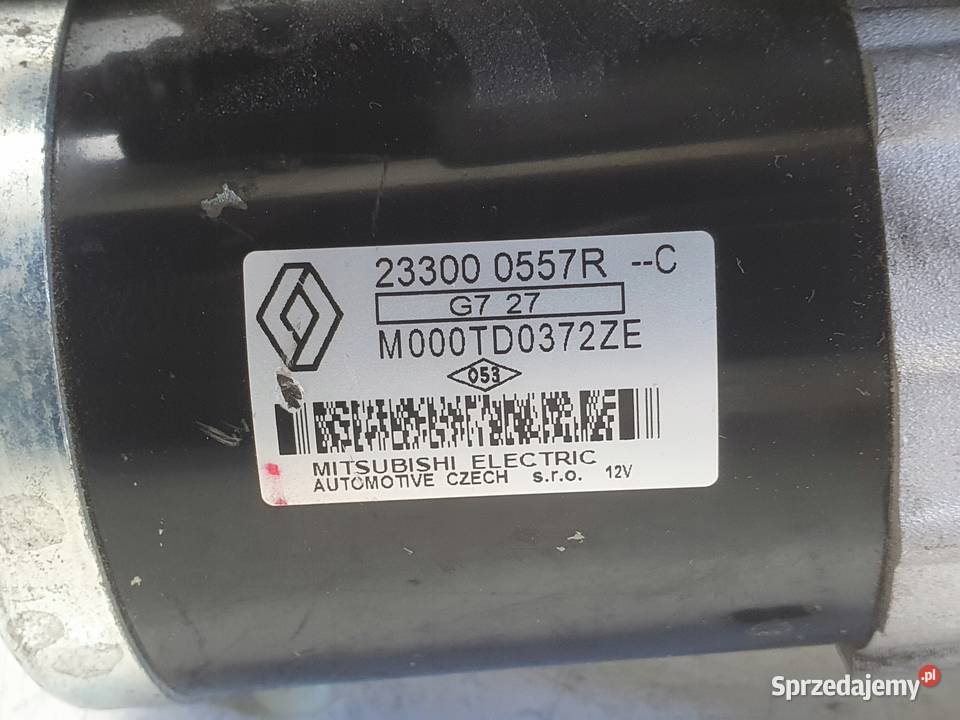 23300 0557R --C
G7 27
M000TD0372ZE
053
MITSUBISHI ELECTRIC
AUTOMOTIVE CZECH s.r.o. 12V
Sprzedajemy.pl